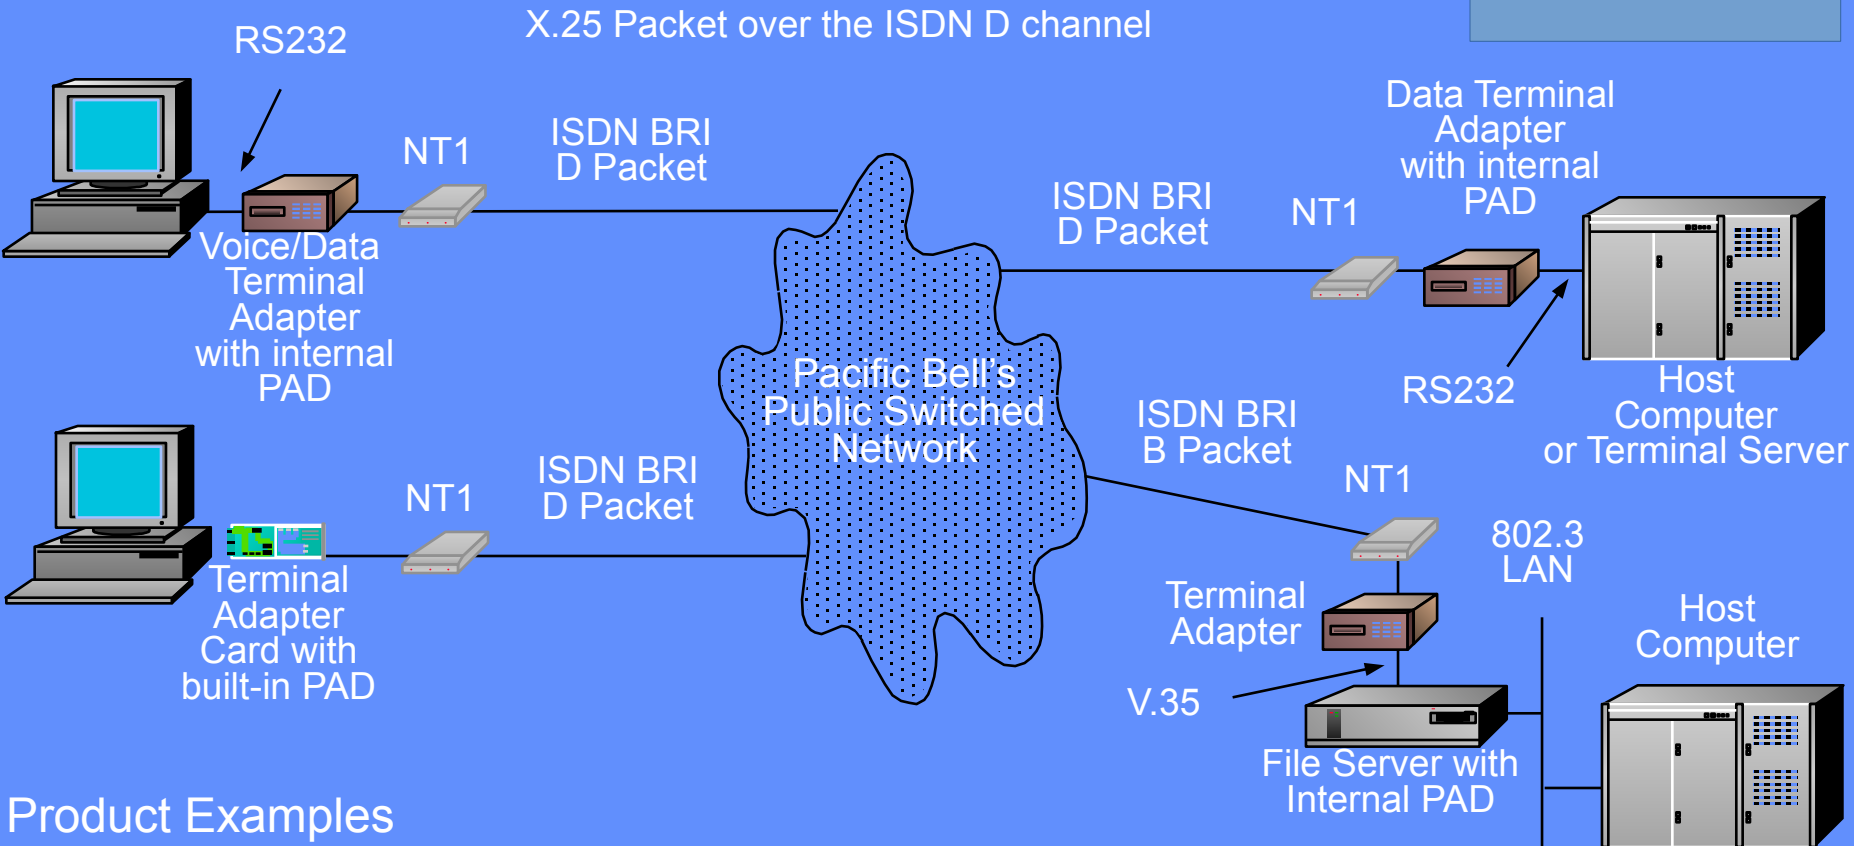 X.25 Packet over the ISDN D channel
RS232
NT1
ISDN BRI
D Packet
Voice/Data
Terminal
Adapter
with internal
PAD
ISDN BRI
D Packet
NT1
Data Terminal
Adapter
with internal
PAD
RS232
Host
Computer
or Terminal Server
Pacific Bell's
Public Switched
Network
NT1
ISDN BRI
D Packet
Terminal
Adapter
Card with
built-in PAD
ISDN BRI
B Packet
NT1
802.3
LAN
Terminal
Adapter
Host
Computer
V.35
File Server with
Internal PAD
Product Examples